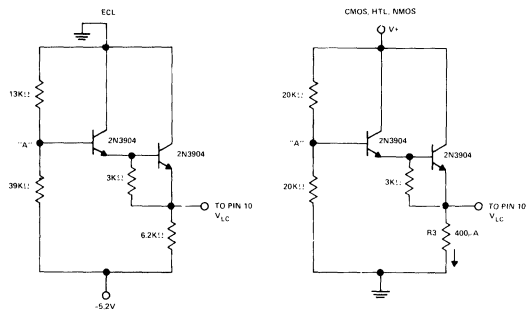 ECL
13KΩ
"A"
2N3904
2N3904
3KΩ
39KΩ
TO PIN 10
VLC
6.2KΩ
-5.2V
CMOS, HTL, NMOS
V+
20KΩ
"A"
2N3904
2N3904
3KΩ
20KΩ
TO PIN 10
VLC
R3
400µA